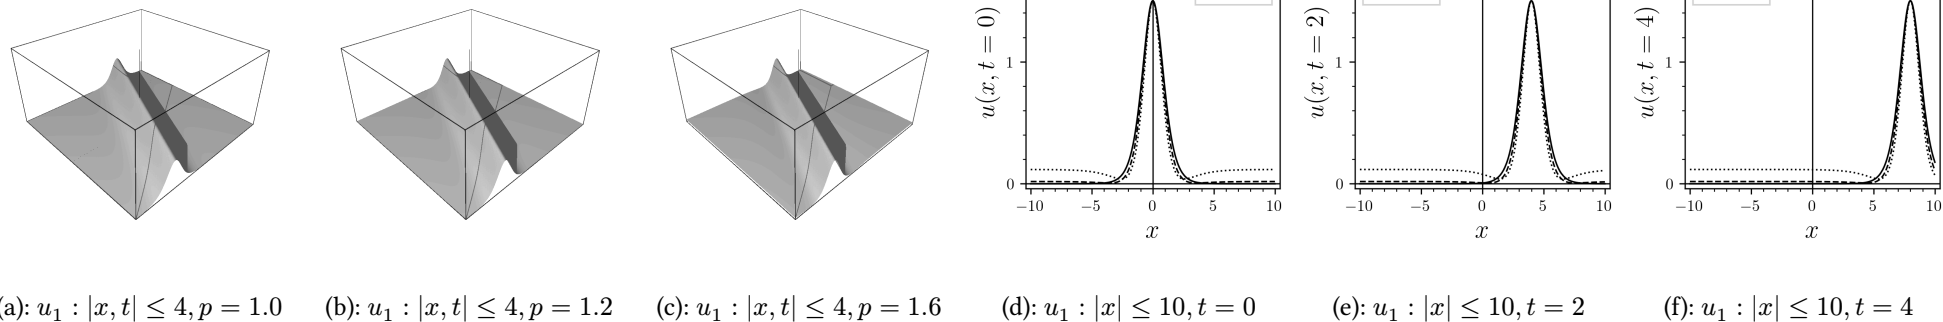 u(x, t = 0)
1
0
−10
−5
0
5
10
x
u(x, t = 2)
1
0
−10
−5
0
5
10
x
u(x, t = 4)
1
0
−10
−5
0
5
10
x
(a): u₁ : |x, t| ≤ 4, p = 1.0
(b): u₁ : |x, t| ≤ 4, p = 1.2
(c): u₁ : |x, t| ≤ 4, p = 1.6
(d): u₁ : |x| ≤ 10, t = 0
(e): u₁ : |x| ≤ 10, t = 2
(f): u₁ : |x| ≤ 10, t = 4